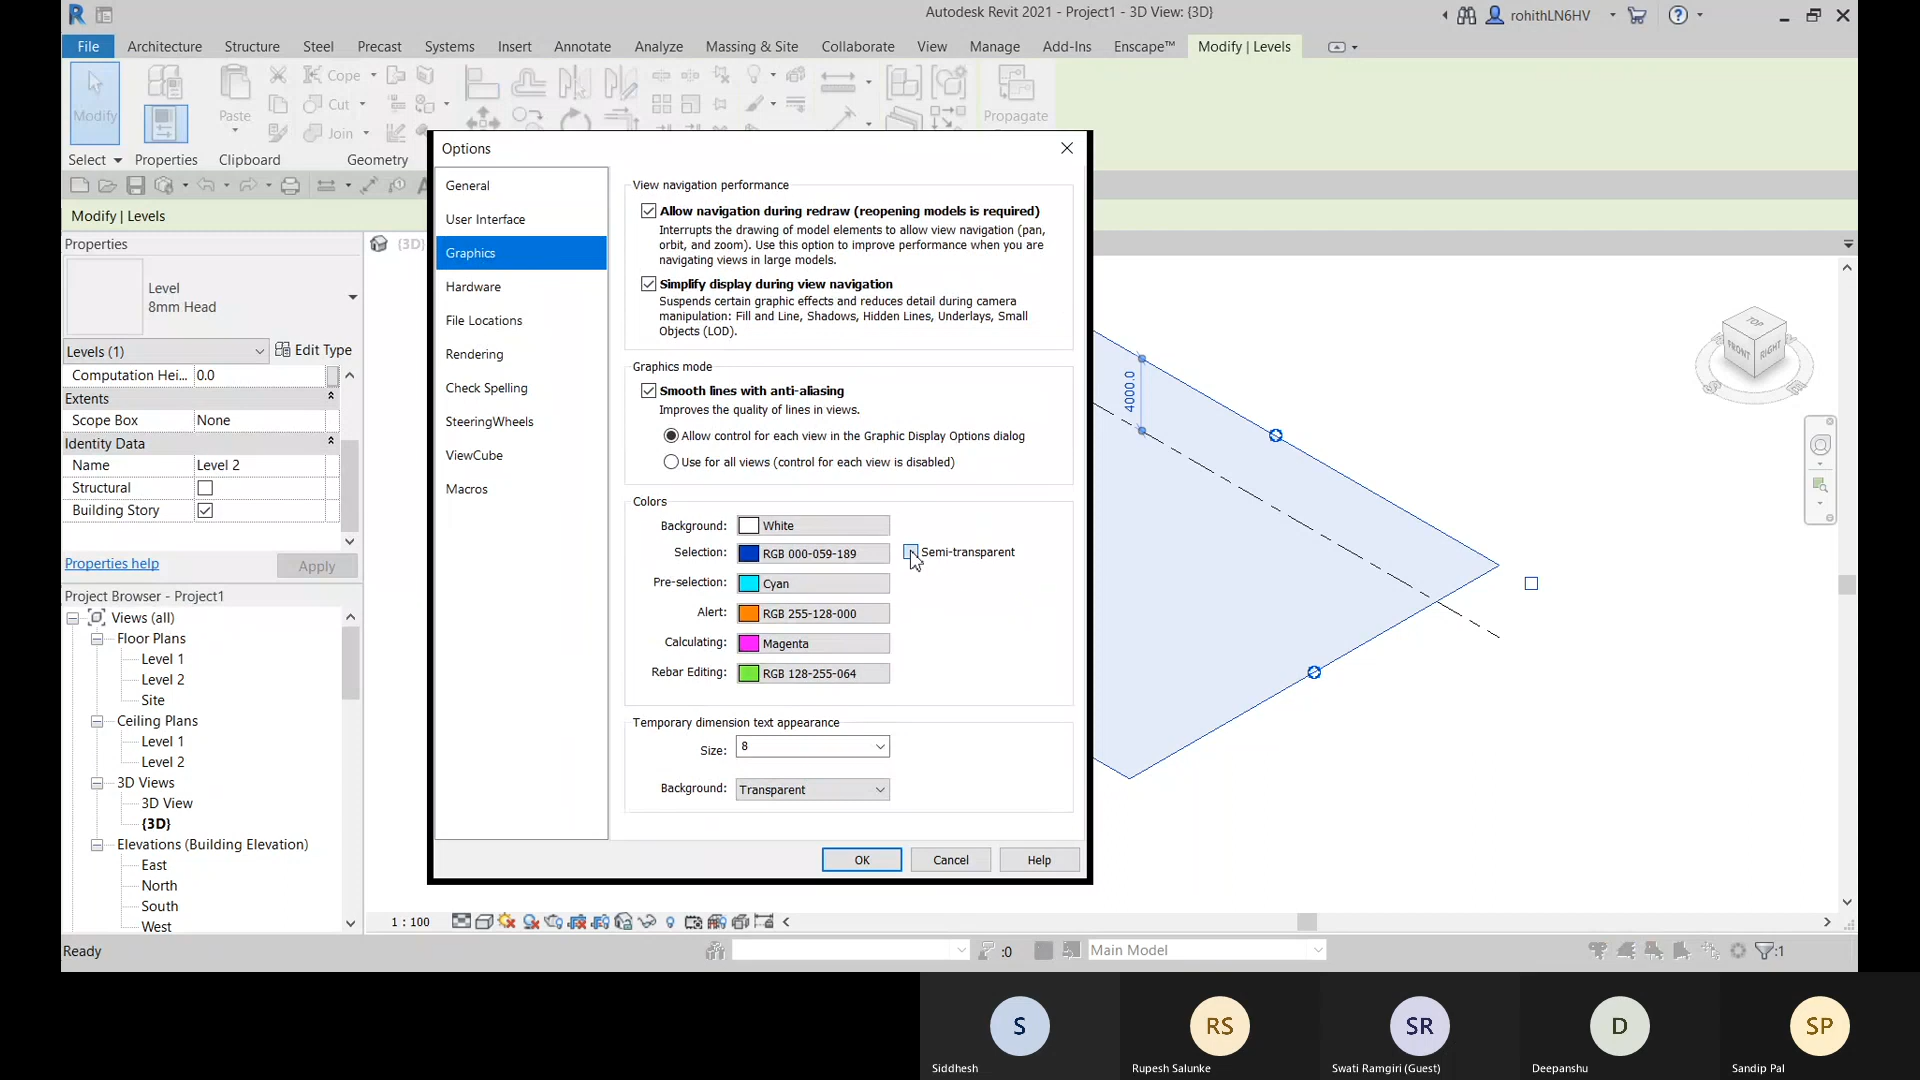 Autodesk Revit 2021 - Project1 - 3D View: {3D}
rohithLN6HV
File Architecture Structure Steel Precast Systems Insert Annotate Analyze Massing & Site Collaborate View Manage Add-Ins Enscape™ Modify | Levels
Modify
Paste
Cope
Cut
Join
Propagate
Select Properties Clipboard Geometry
Modify | Levels
Properties
{3D}
Level
8mm Head
Levels (1)
Edit Type
Computation Hei... 0.0
Extents
Scope Box None
Identity Data
Name Level 2
Structural
Building Story
Properties help
Apply
Project Browser - Project1
Views (all)
Floor Plans
Level 1
Level 2
Site
Ceiling Plans
Level 1
Level 2
3D Views
3D View
{3D}
Elevations (Building Elevation)
East
North
South
West
Options
General
User Interface
Graphics
Hardware
File Locations
Rendering
Check Spelling
SteeringWheels
ViewCube
Macros
View navigation performance
Allow navigation during redraw (reopening models is required)
Interrupts the drawing of model elements to allow view navigation (pan,
orbit, and zoom). Use this option to improve performance when you are
navigating views in large models.
Simplify display during view navigation
Suspends certain graphic effects and reduces detail during camera
manipulation: Fill and Line, Shadows, Hidden Lines, Underlays, Small
Objects (LOD).
Graphics mode
Smooth lines with anti-aliasing
Improves the quality of lines in views.
Allow control for each view in the Graphic Display Options dialog
Use for all views (control for each view is disabled)
Colors
Background: White
Selection: RGB 000-059-189 Semi-transparent
Pre-selection: Cyan
Alert: RGB 255-128-000
Calculating: Magenta
Rebar Editing: RGB 128-255-064
Temporary dimension text appearance
Size: 8
Background: Transparent
OK Cancel Help
4000.0
TOP
FRONT RIGHT
1 : 100
Ready
:0
Main Model
:1
S
Siddhesh
RS
Rupesh Salunke
SR
Swati Ramgiri (Guest)
D
Deepanshu
SP
Sandip Pal